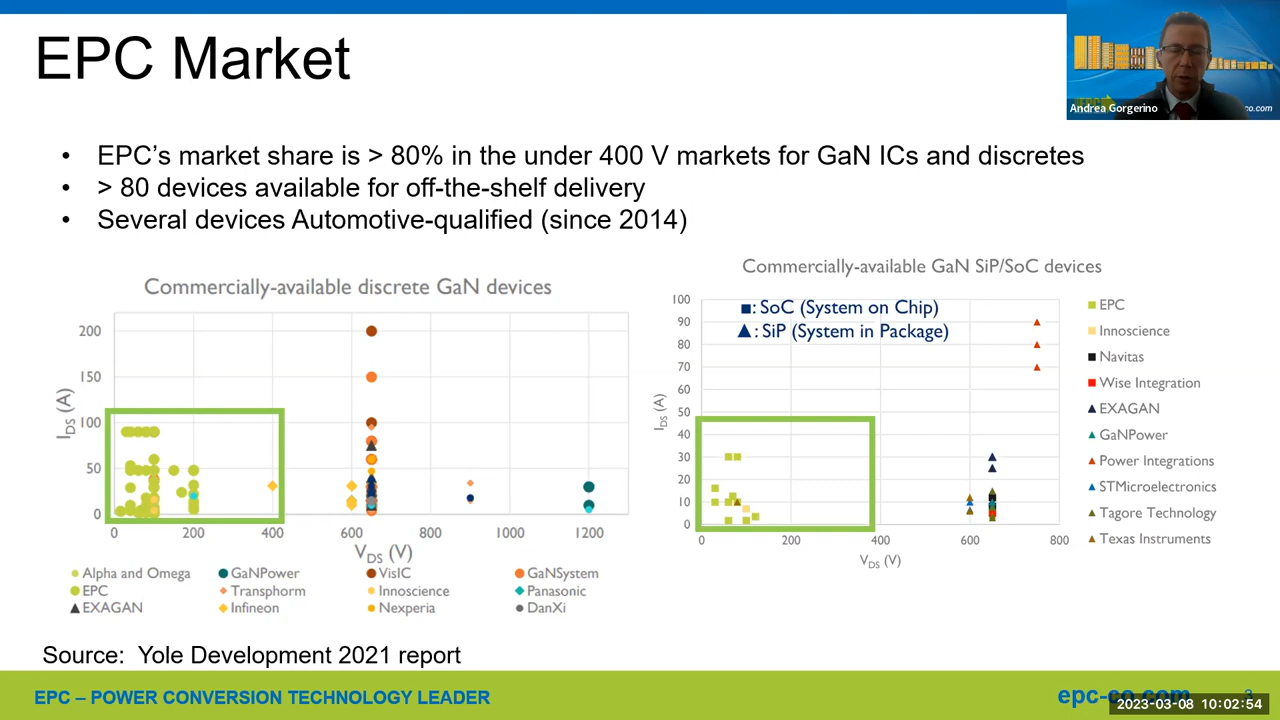 EPC Market
Andrea Gorgerino
co.com
• EPC’s market share is > 80% in the under 400 V markets for GaN ICs and discretes
• > 80 devices available for off-the-shelf delivery
• Several devices Automotive-qualified (since 2014)
Commercially-available discrete GaN devices
200
150
100
50
0
I_DS (A)
0 200 400 600 800 1000 1200
V_DS (V)
Alpha and Omega GaNPower VisIC GaNSystem
EPC Transphorm Innoscience Panasonic
EXAGAN Infineon Nexperia DanXi
Commercially-available GaN SiP/SoC devices
■: SoC (System on Chip)
▲: SiP (System in Package)
100
90
80
70
60
50
40
30
20
10
0
I_DS (A)
0 200 400 600 800
V_DS (V)
EPC
Innoscience
Navitas
Wise Integration
EXAGAN
GaNPower
Power Integrations
STMicroelectronics
Tagore Technology
Texas Instruments
Source: Yole Development 2021 report
EPC – POWER CONVERSION TECHNOLOGY LEADER
epc-co.com
3
2023-03-08 10:02:54